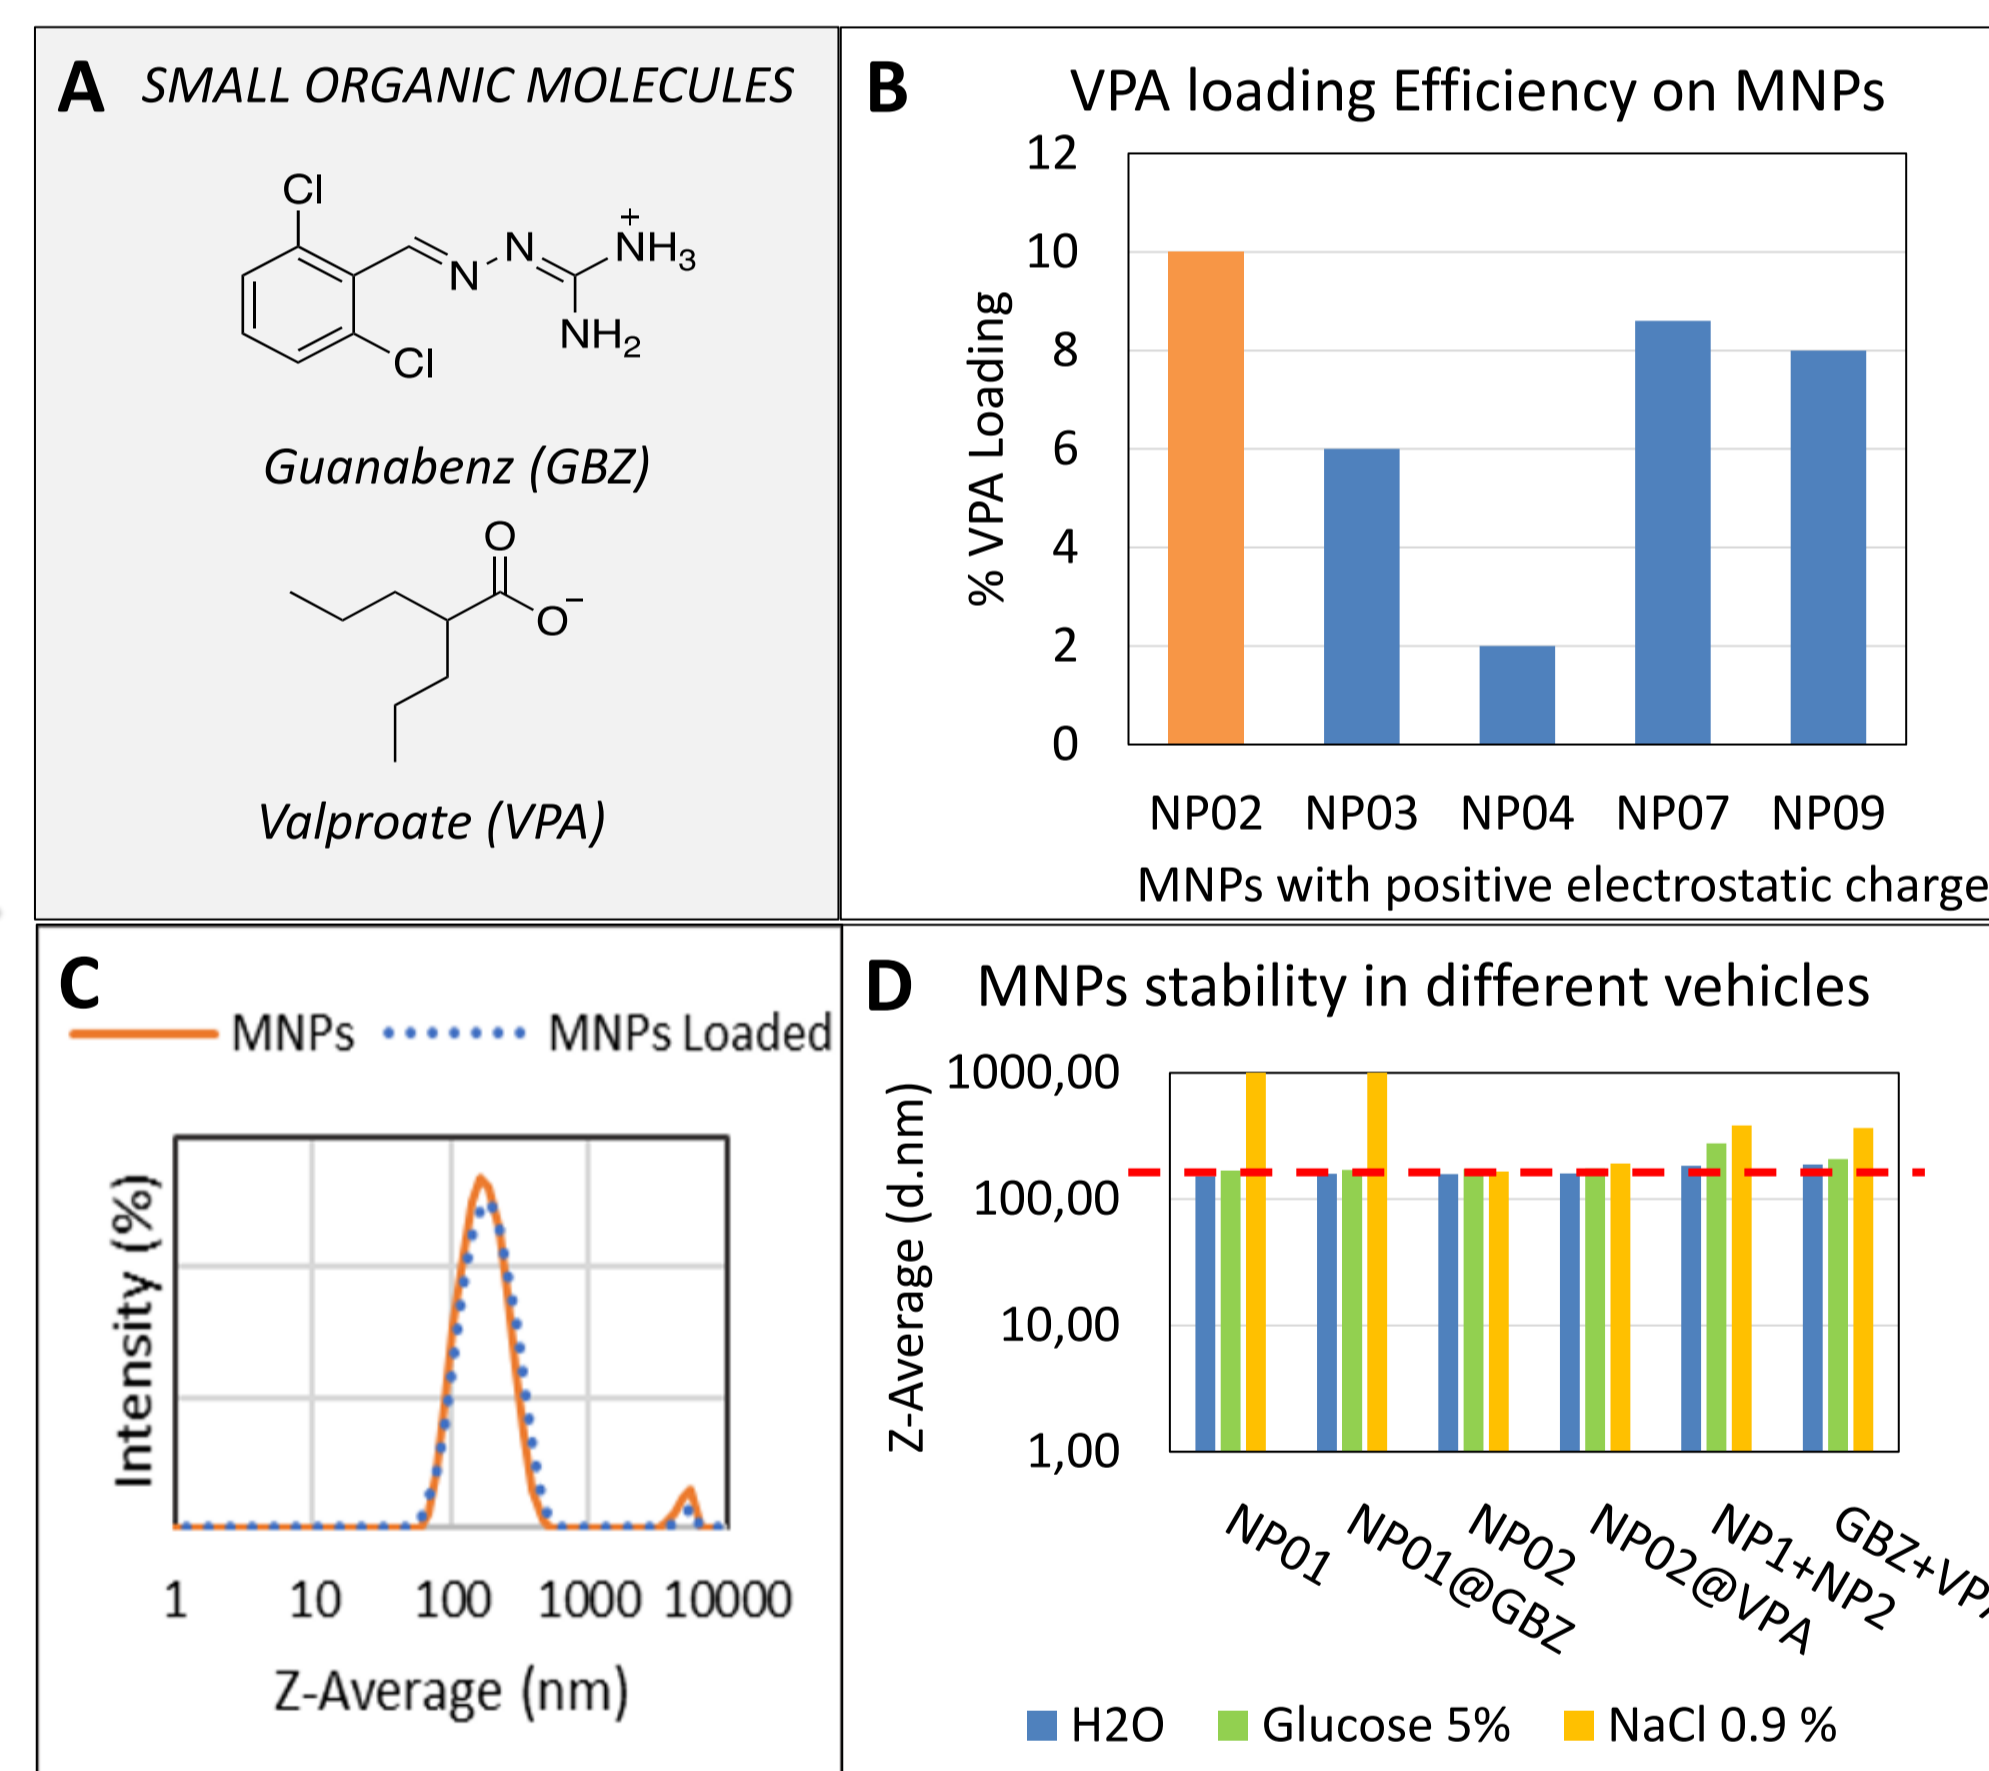 A SMALL ORGANIC MOLECULES
Cl
N
N
+
NH3
NH2
Cl
Guanabenz (GBZ)
O
O−
Valproate (VPA)
B VPA loading Efficiency on MNPs
% VPA Loading
12
10
8
6
4
2
0
NP02 NP03 NP04 NP07 NP09
MNPs with positive electrostatic charge
C
MNPs MNPs Loaded
Intensity (%)
1 10 100 1000 10000
Z-Average (nm)
D MNPs stability in different vehicles
Z-Average (d.nm)
1000,00
100,00
10,00
1,00
NP01
NP01@GBZ
NP02
NP02@VPA
NP1+NP2
GBZ+VP
H2O Glucose 5% NaCl 0.9 %